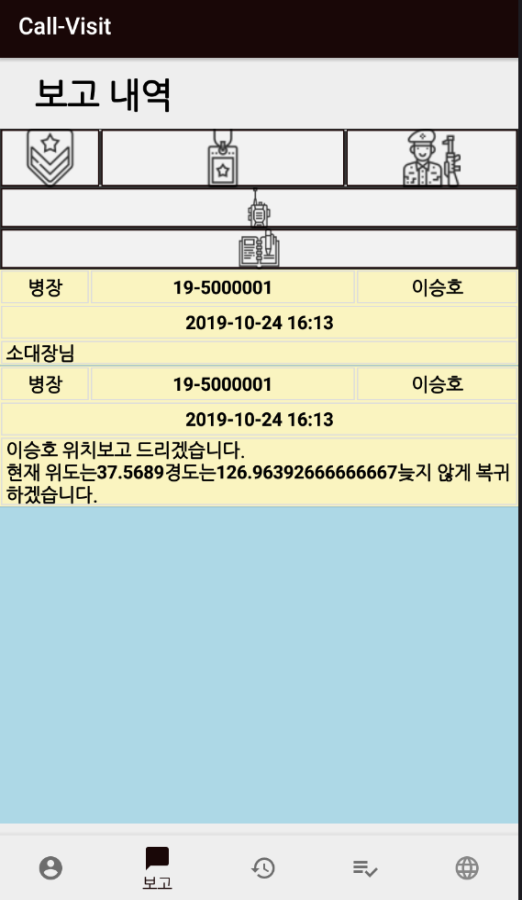 Call-Visit
보고 내역
병장 19-5000001 이승호
2019-10-24 16:13
소대장님
병장 19-5000001 이승호
2019-10-24 16:13
이승호 위치보고 드리겠습니다.
현재 위도는37.5689경도는126.96392666666667늦지 않게 복귀
하겠습니다.
보고